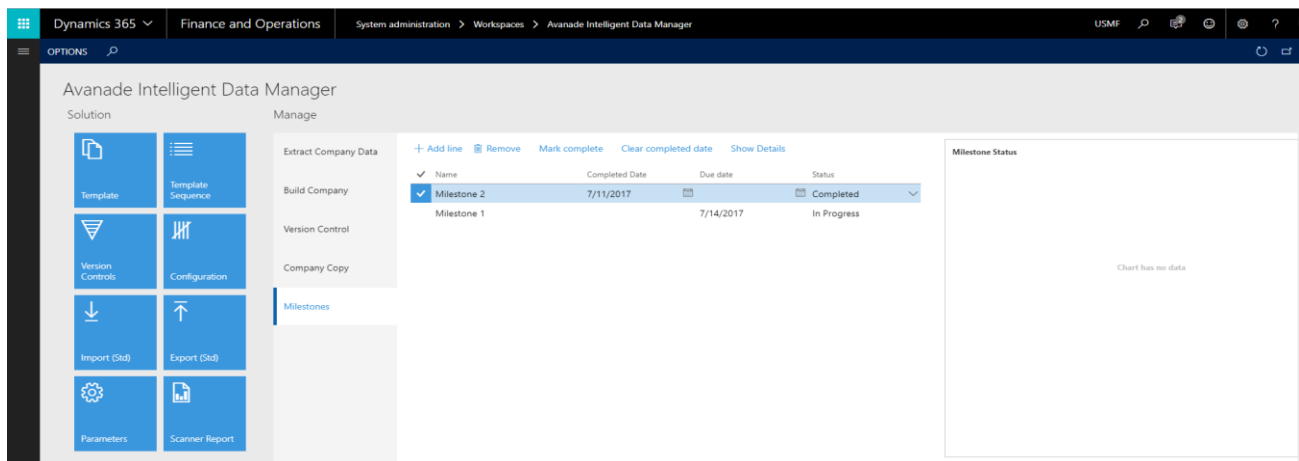 Dynamics 365 Finance and Operations System administration > Workspaces > Avanade Intelligent Data Manager USMF ?
OPTIONS
Avanade Intelligent Data Manager
Solution Manage
Template
Template Sequence
Version Controls
Configuration
Import (Std)
Export (Std)
Parameters
Scanner Report
Extract Company Data
Build Company
Version Control
Company Copy
Milestones
+ Add line Remove Mark complete Clear completed date Show Details
Name Completed Date Due date Status
Milestone 2 7/11/2017 Completed
Milestone 1 7/14/2017 In Progress
Milestone Status
Chart has no data